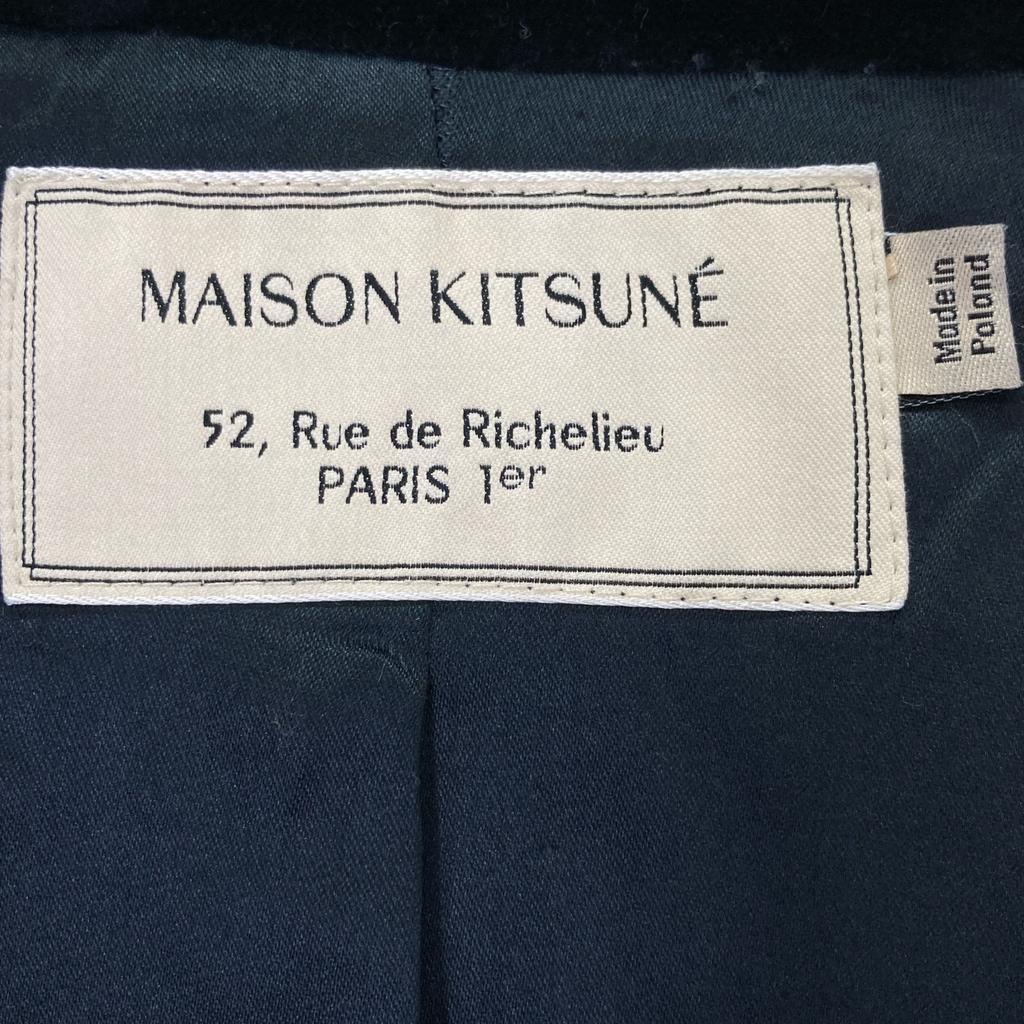 MAISON KITSUNÉ
52, Rue de Richelieu
PARIS 1er
Made in
Poland